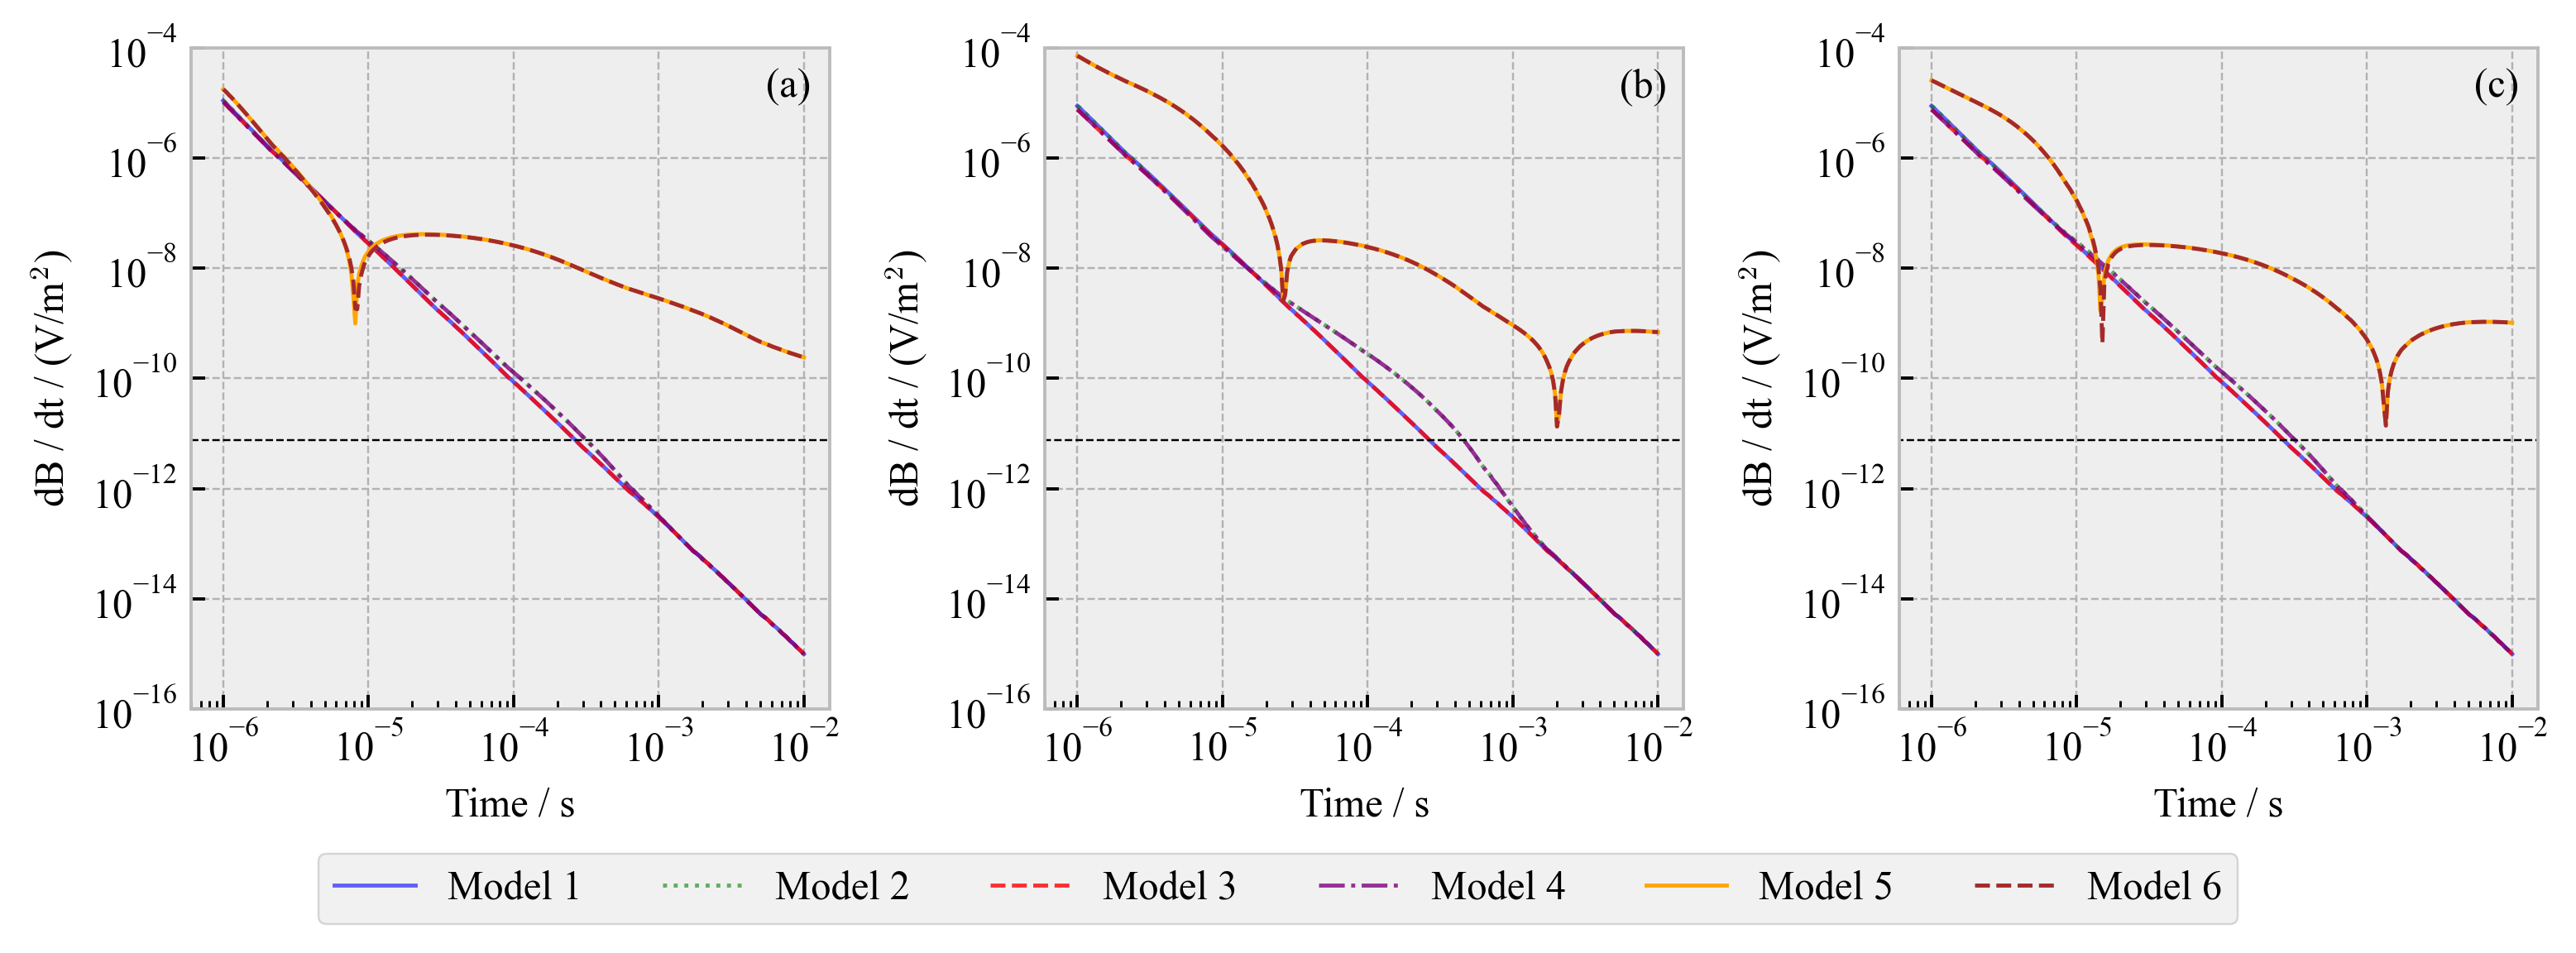 (a)
dB / dt / (V/m²)
10⁻⁴
10⁻⁶
10⁻⁸
10⁻¹⁰
10⁻¹²
10⁻¹⁴
10⁻¹⁶
10⁻⁶ 10⁻⁵ 10⁻⁴ 10⁻³ 10⁻²
Time / s
(b)
dB / dt / (V/m²)
10⁻⁴
10⁻⁶
10⁻⁸
10⁻¹⁰
10⁻¹²
10⁻¹⁴
10⁻¹⁶
10⁻⁶ 10⁻⁵ 10⁻⁴ 10⁻³ 10⁻²
Time / s
(c)
dB / dt / (V/m²)
10⁻⁴
10⁻⁶
10⁻⁸
10⁻¹⁰
10⁻¹²
10⁻¹⁴
10⁻¹⁶
10⁻⁶ 10⁻⁵ 10⁻⁴ 10⁻³ 10⁻²
Time / s
Model 1 Model 2 Model 3 Model 4 Model 5 Model 6